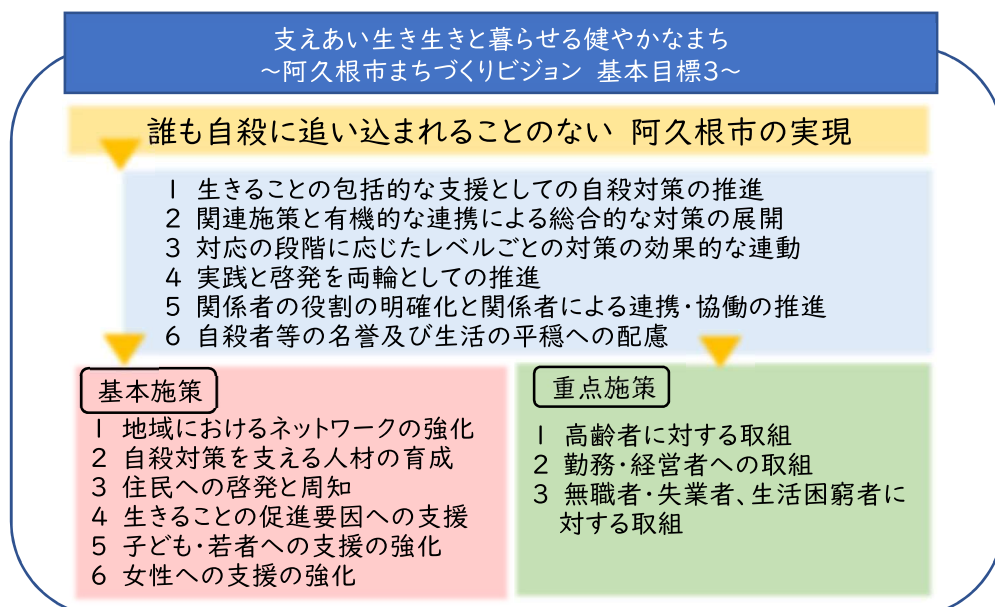 支えあい生き生きと暮らせる健やかなまち
～阿久根市まちづくりビジョン 基本目標3～
誰も自殺に追い込まれることのない 阿久根市の実現
1 生きることの包括的な支援としての自殺対策の推進
2 関連施策と有機的な連携による総合的な対策の展開
3 対応の段階に応じたレベルごとの対策の効果的な連動
4 実践と啓発を両輪としての推進
5 関係者の役割の明確化と関係者による連携・協働の推進
6 自殺者等の名誉及び生活の平穏への配慮
基本施策
1 地域におけるネットワークの強化
2 自殺対策を支える人材の育成
3 住民への啓発と周知
4 生きることの促進要因への支援
5 子ども・若者への支援の強化
6 女性への支援の強化
重点施策
1 高齢者に対する取組
2 勤務・経営者への取組
3 無職者・失業者、生活困窮者に
対する取組